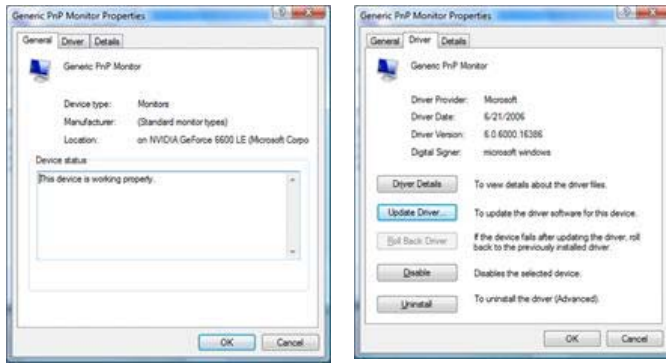 Generic PnP Monitor Properties
General Driver Details
Generic PnP Monitor
Device type: Monitors
Manufacturer: (Standard monitor types)
Location: on NVIDIA GeForce 6600 LE (Microsoft Corpo
Device status
This device is working properly.
OK Cancel
Generic PnP Monitor Properties
General Driver Details
Generic PnP Monitor
Driver Provider: Microsoft
Driver Date: 6/21/2006
Driver Version: 6.0.6000.16386
Digital Signer: microsoft windows
Driver Details To view details about the driver files.
Update Driver... To update the driver software for this device.
Roll Back Driver If the device fails after updating the driver, roll
back to the previously installed driver.
Disable Disables the selected device.
Uninstall To uninstall the driver (Advanced).
OK Cancel